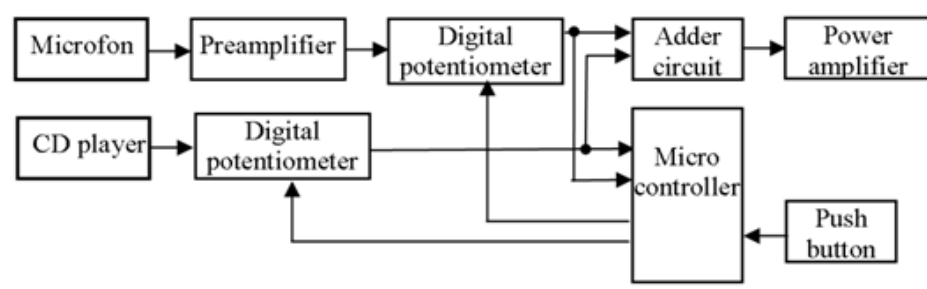 Microfon
Preamplifier
Digital
potentiometer
Adder
circuit
Power
amplifier
CD player
Digital
potentiometer
Micro
controller
Push
button